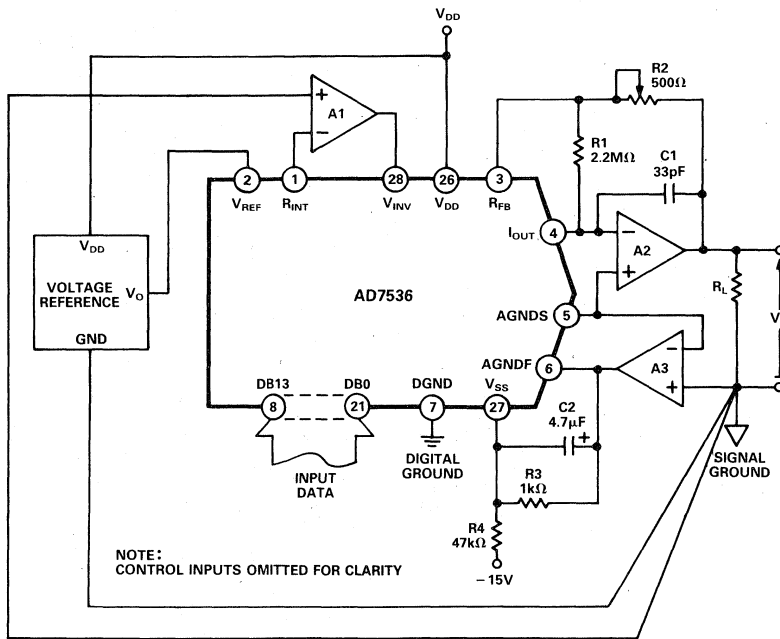 VDD
R2
500Ω
A1
+
−
R1
2.2MΩ
C1
33pF
2
1
28
26
3
VREF
RINT
VINV
VDD
RFB
4
IOUT
−
A2
+
VDD
VOLTAGE
REFERENCE
VO
GND
AD7536
RL
V
5
AGNDS
6
AGNDF
−
A3
+
DB13
DB0
DGND
VSS
8
21
7
27
C2
4.7μF
+
DIGITAL
GROUND
SIGNAL
GROUND
INPUT
DATA
R3
1kΩ
R4
47kΩ
−15V
NOTE:
CONTROL INPUTS OMITTED FOR CLARITY